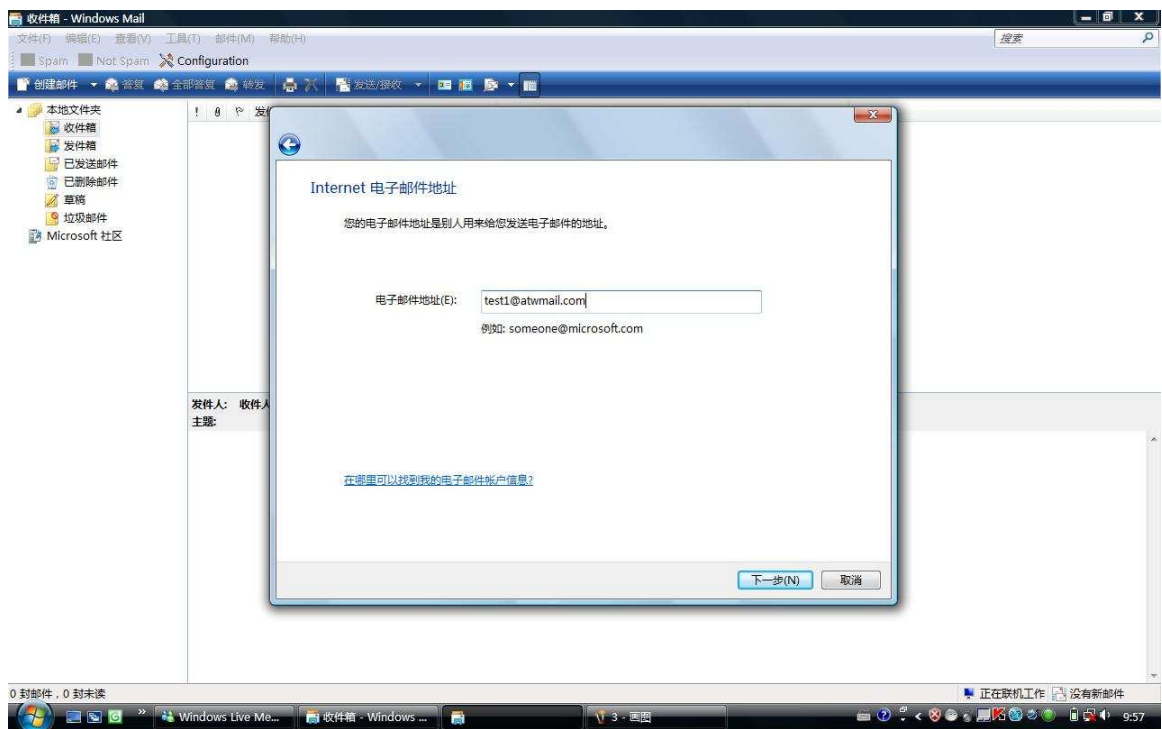 收件箱 - Windows Mail
文件(F) 编辑(E) 查看(V) 工具(T) 邮件(M) 帮助(H)
搜索
Spam Not Spam Configuration
创建邮件 答复 全部答复 转发 发送/接收
本地文件夹
! 发
收件箱
发件箱
已发送邮件
已删除邮件
草稿
垃圾邮件
Microsoft 社区
Internet 电子邮件地址
您的电子邮件地址是别人用来给您发送电子邮件的地址。
电子邮件地址(E): test1@atwmail.com
例如: someone@microsoft.com
发件人: 收件人
主题:
在哪里可以找到我的电子邮件帐户信息?
下一步(N) 取消
0 封邮件，0 封未读
正在联机工作 没有新邮件
Windows Live Me... 收件箱 - Windows ... 3 - 画图 9:57